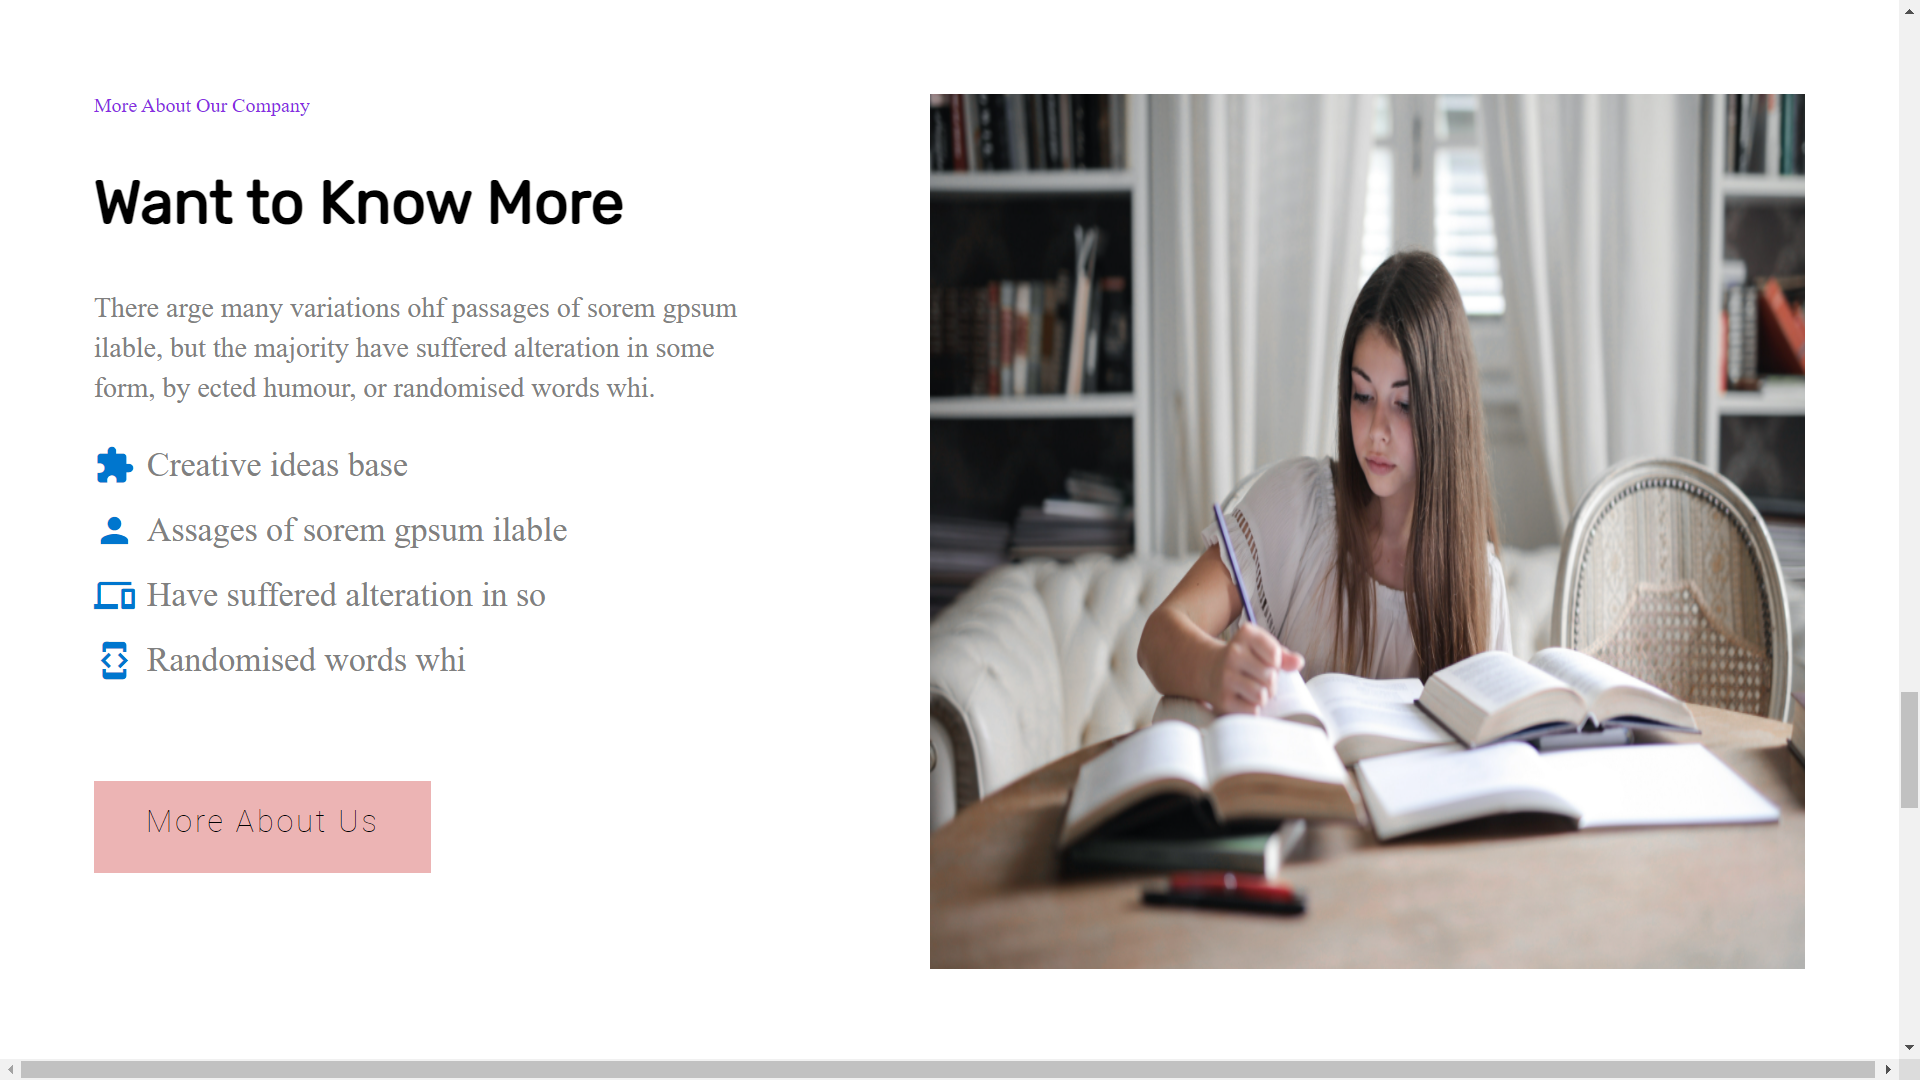 More About Our Company
Want to Know More
There arge many variations ohf passages of sorem gpsum
ilable, but the majority have suffered alteration in some
form, by ected humour, or randomised words whi.
Creative ideas base
Assages of sorem gpsum ilable
Have suffered alteration in so
Randomised words whi
More About Us